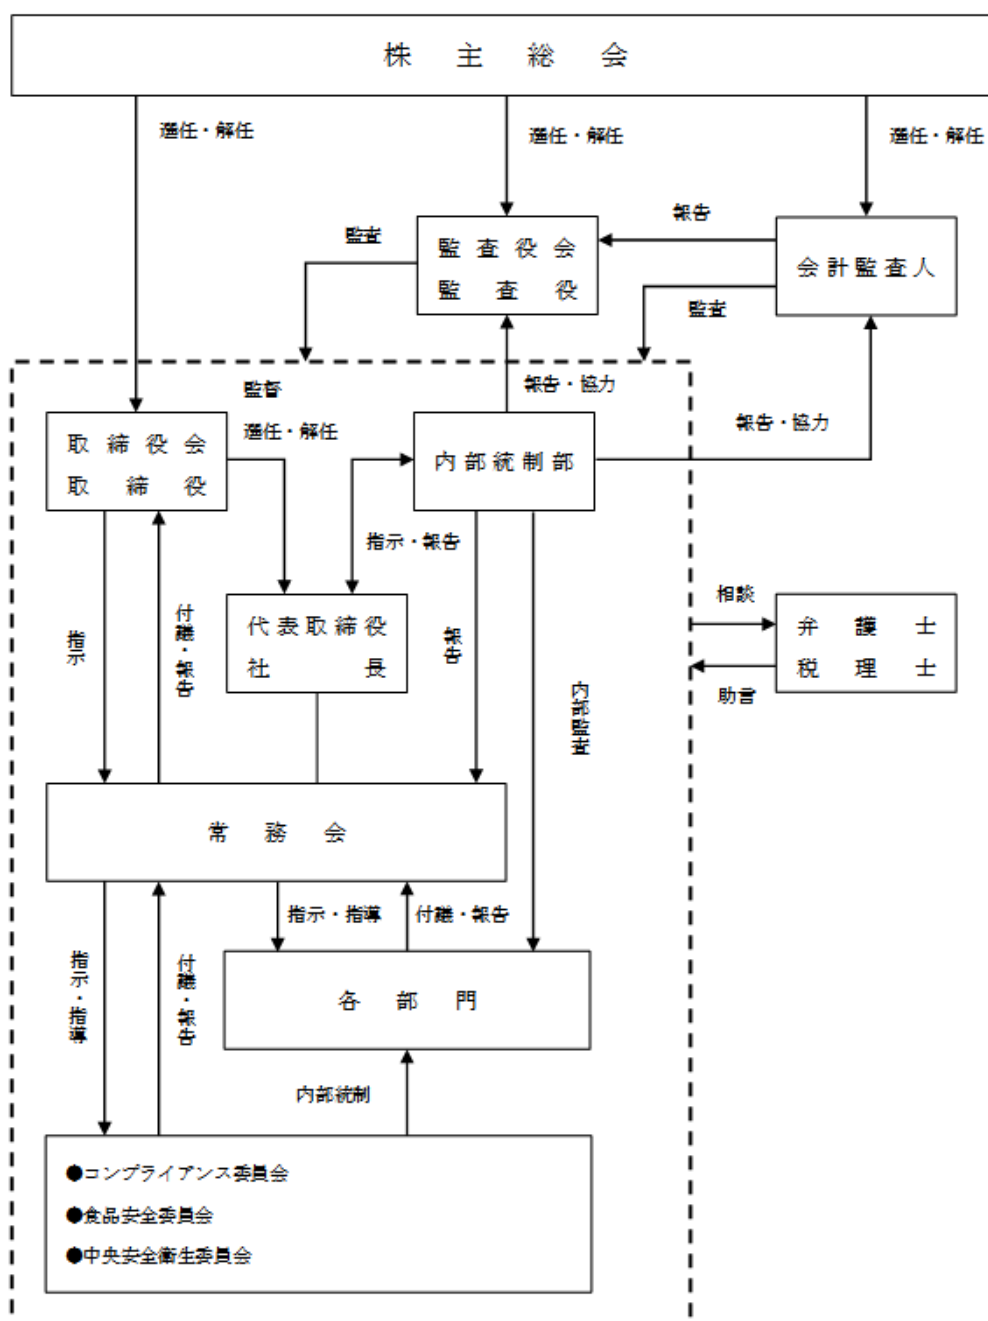 株主総会
選任・解任
選任・解任
選任・解任
報告
監査
監査役会
監査役
会計監査人
監査
報告・協力
監督
選任・解任
報告・協力
取締役会
取締役
内部統制部
指示・報告
代表取締役
社長
指示
付議・報告
報告
内部監査
相談
弁護士
税理士
助言
常務会
指示・指導
付議・報告
指示・指導
付議・報告
各部門
内部統制
●コンプライアンス委員会
●食品安全委員会
●中央安全衛生委員会